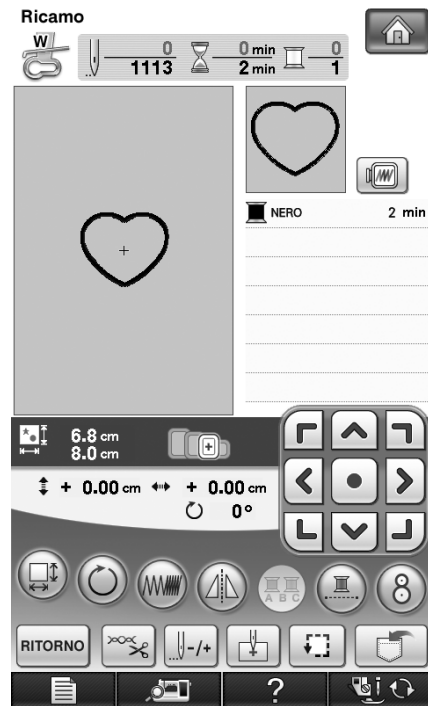 Ricamo
W
0 0 min 0
1113 2 min 1
NERO 2 min
6.8 cm
8.0 cm
+ 0.00 cm + 0.00 cm
0°
A B C
8
RITORNO
-/+
?